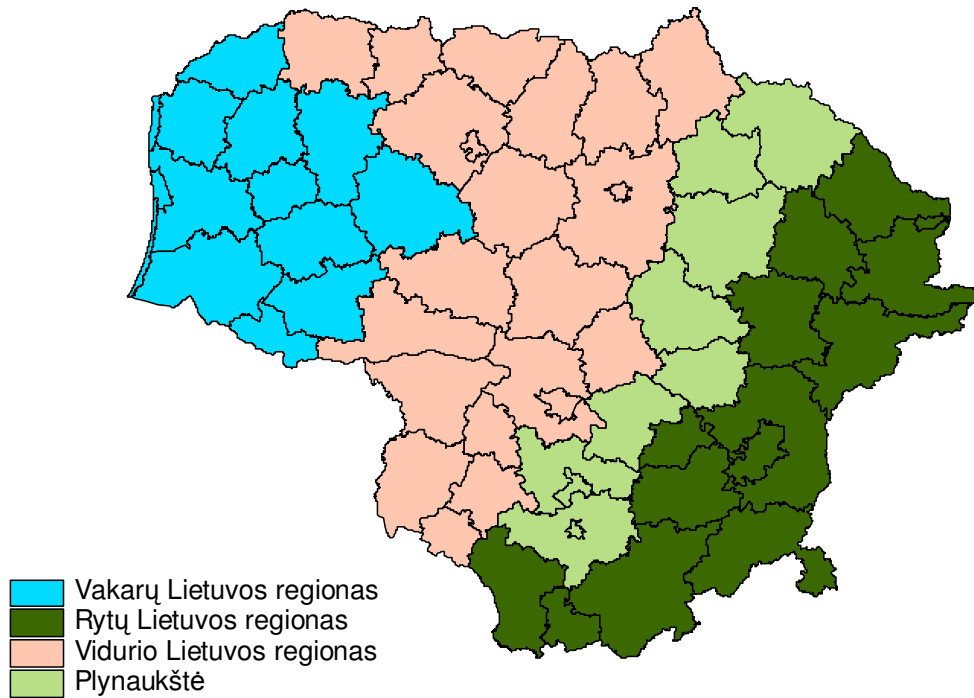 Vakarų Lietuvos regionas
Rytų Lietuvos regionas
Vidurio Lietuvos regionas
Plynaukštė